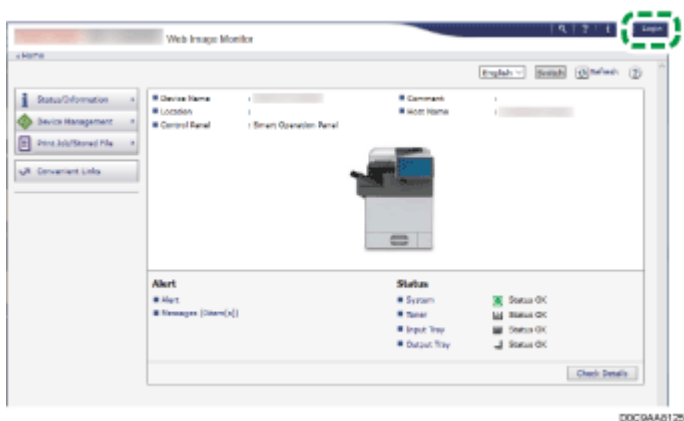 Web Image Monitor
Login
Home
English
Switch
Refresh
Status/Information
Device Management
Print Job/Stored File
Convenient Links
Device Name :
Location :
Control Panel : Smart Operation Panel
Comment :
Host Name :
Alert
Alert
Messages (0item(s))
Status
System Status OK
Toner Status OK
Input Tray Status OK
Output Tray Status OK
Check Details
D0C9AA8125